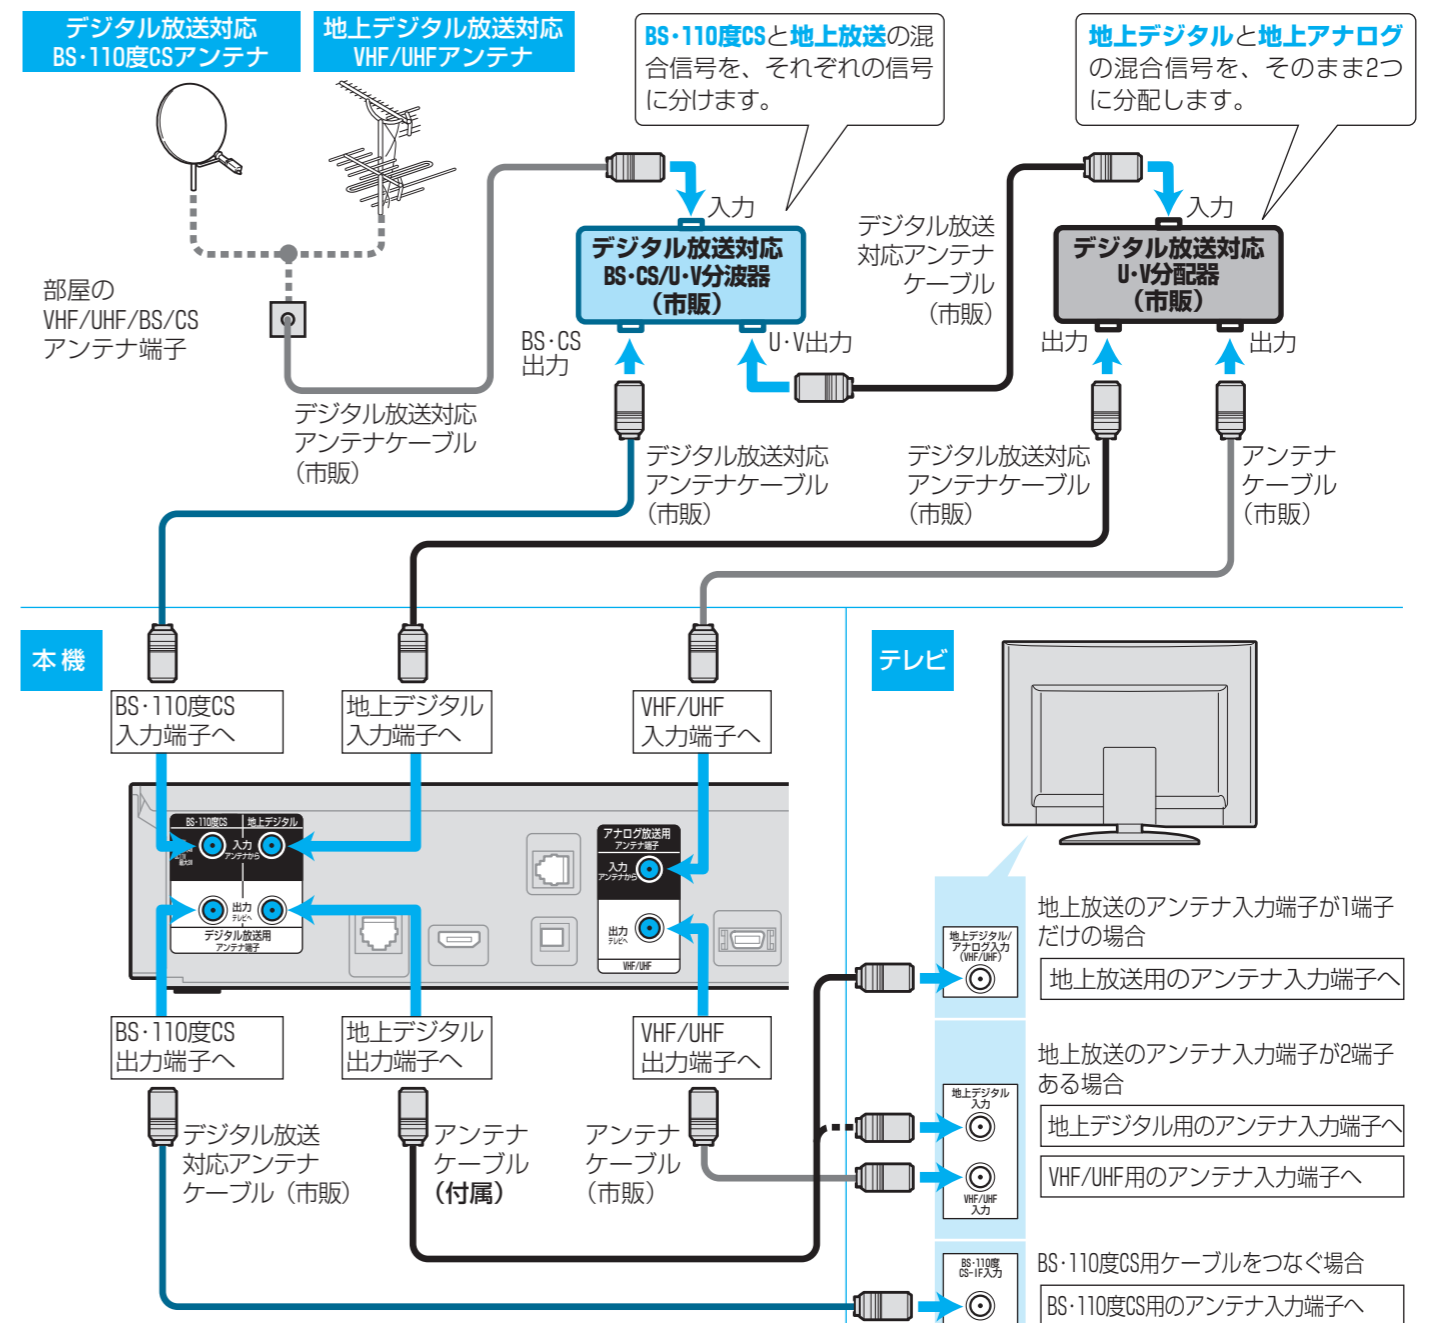 デジタル放送対応
BS・110度CSアンテナ
地上デジタル放送対応
VHF/UHFアンテナ
BS・110度CSと地上放送の混
合信号を、それぞれの信号
に分けます。
地上デジタルと地上アナログ
の混合信号を、そのまま2つ
に分配します。
入力
デジタル放送対応
BS・CS/U・V分波器
（市販）
デジタル放送
対応アンテナ
ケーブル
（市販）
入力
デジタル放送対応
U・V分配器
（市販）
部屋の
VHF/UHF/BS/CS
アンテナ端子
BS・CS
出力
U・V出力
出力
出力
デジタル放送対応
アンテナケーブル
（市販）
デジタル放送対応
アンテナケーブル
（市販）
デジタル放送対応
アンテナケーブル
（市販）
アンテナ
ケーブル
（市販）
本機
テレビ
BS・110度CS
入力端子へ
地上デジタル
入力端子へ
VHF/UHF
入力端子へ
BS・110度CS
地上デジタル
入力
アンテナから
出力
テレビへ
デジタル放送用
アンテナ端子
アナログ放送用
アンテナ端子
入力
アンテナから
出力
テレビへ
VHF/UHF
地上放送のアンテナ入力端子が1端子
だけの場合
地上デジタル/
アナログ入力
（VHF/UHF）
地上放送用のアンテナ入力端子へ
BS・110度CS
出力端子へ
地上デジタル
出力端子へ
VHF/UHF
出力端子へ
地上放送のアンテナ入力端子が2端子
ある場合
地上デジタル
入力
地上デジタル用のアンテナ入力端子へ
VHF/UHF用のアンテナ入力端子へ
VHF/UHF
入力
デジタル放送
対応アンテナ
ケーブル（市販）
アンテナ
ケーブル
（付属）
アンテナ
ケーブル
（市販）
BS・110度CS用ケーブルをつなぐ場合
BS・110度
CS-IF入力
BS・110度CS用のアンテナ入力端子へ